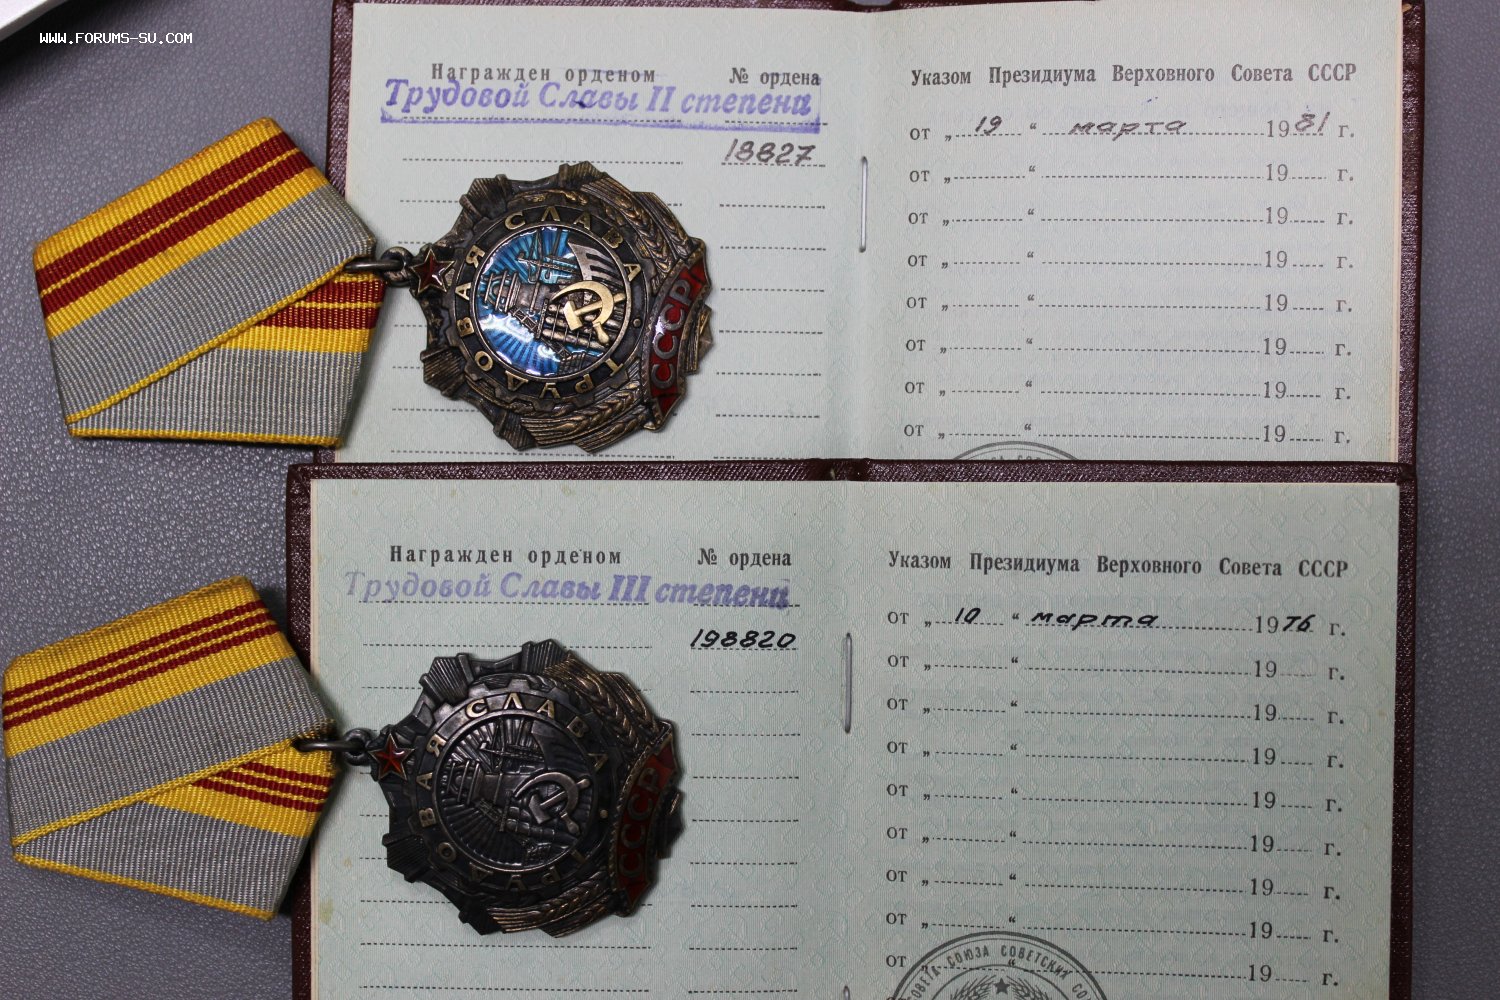 WWW.FORUMS-SU.COM
Награжден орденом № ордена
Трудовой Славы II степени
18827
Указом Президиума Верховного Совета СССР
от „ 19 “ марта 1981 г.
от „ “ 19 г.
от „ “ 19 г.
от „ “ 19 г.
от „ “ 19 г.
от „ “ 19 г.
от „ “ 19 г.
от „ “ 19 г.
ТРУДОВАЯ СЛАВА
СССР
Награжден орденом № ордена
Трудовой Славы III степени
198820
Указом Президиума Верховного Совета СССР
от „ 10 “ марта 1976 г.
от „ “ 19 г.
от „ “ 19 г.
от „ “ 19 г.
от „ “ 19 г.
от „ “ 19 г.
от „ “ 19 г.
от „ “ 19 г.
от „ “ 19 г.
СОВЕТА СОЮЗА СОВЕТСКИХ
ТРУДОВАЯ СЛАВА
СССР